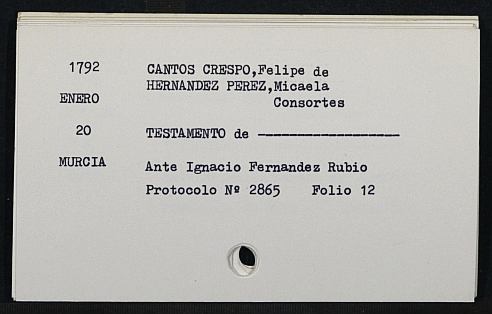 1792 CANTOS CRESPO,Felipe de
HERNANDEZ PEREZ,Micaela
ENERO Consortes
20 TESTAMENTO de ------------------
MURCIA Ante Ignacio Fernandez Rubio
Protocolo Nº 2865 Folio 12